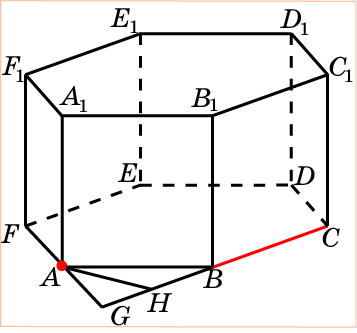 E₁ D₁
F₁ C₁
A₁ B₁
E D
F C
A B
G H